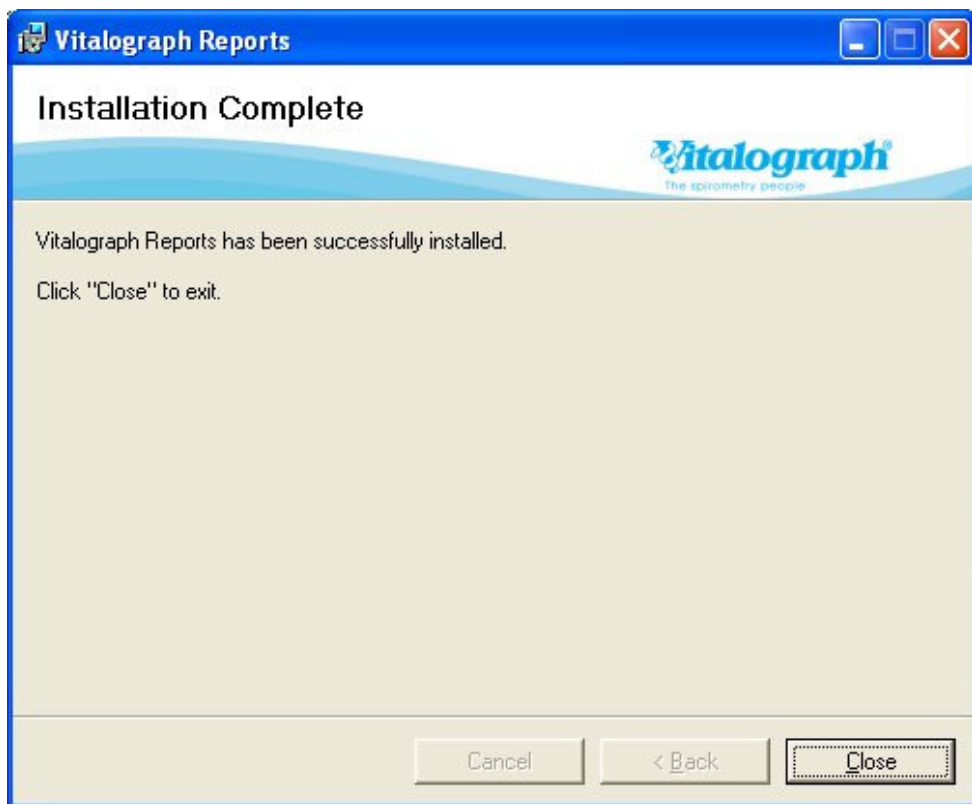 Vitalograph Reports
Installation Complete
Vitalograph®
The spirometry people
Vitalograph Reports has been successfully installed.
Click "Close" to exit.
Cancel
< Back
Close